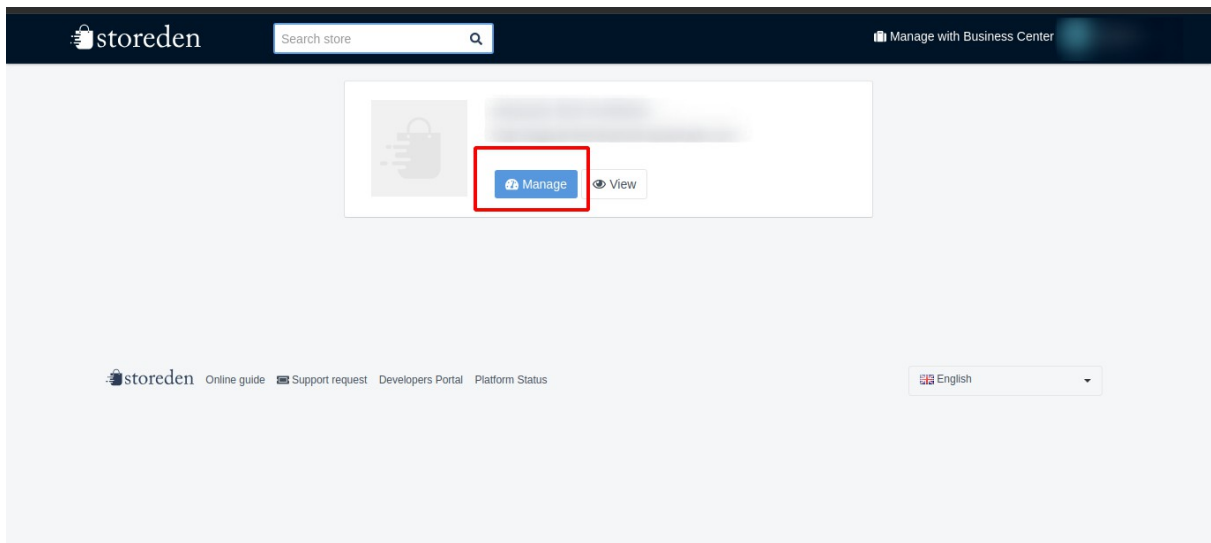 storeden
Search store
Manage with Business Center
Manage
View
storeden Online guide Support request Developers Portal Platform Status
English